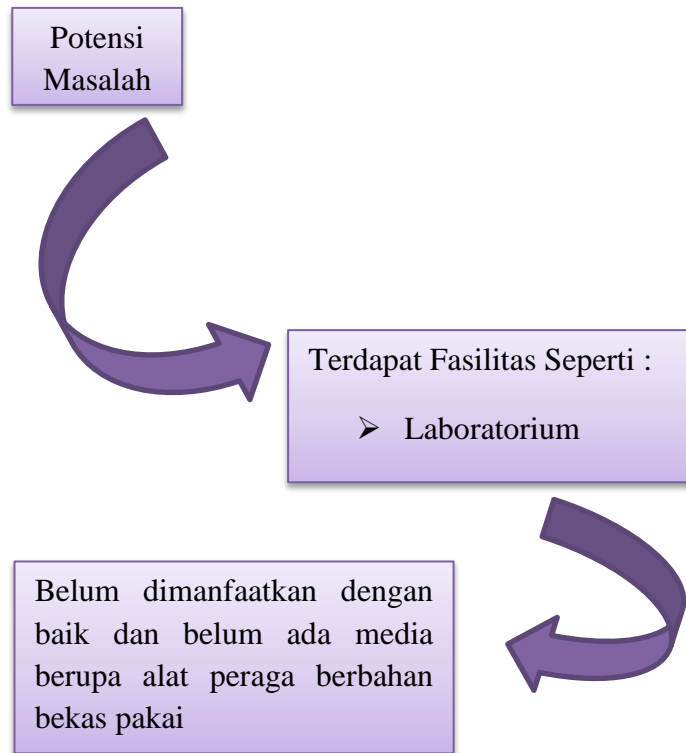 Potensi
Masalah
Terdapat Fasilitas Seperti :
➢ Laboratorium
Belum dimanfaatkan dengan
baik dan belum ada media
berupa alat peraga berbahan
bekas pakai